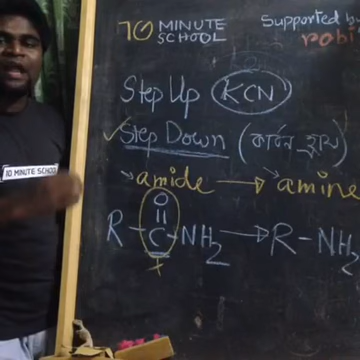 10 MINUTE SCHOOL
Supported by
robi
Step Up KCN
✓ Step Down (কার্বন হ্রাস)
amide → amine
O
||
R - C - NH₂ → R - NH₂
10 MINUTE SCHOOL